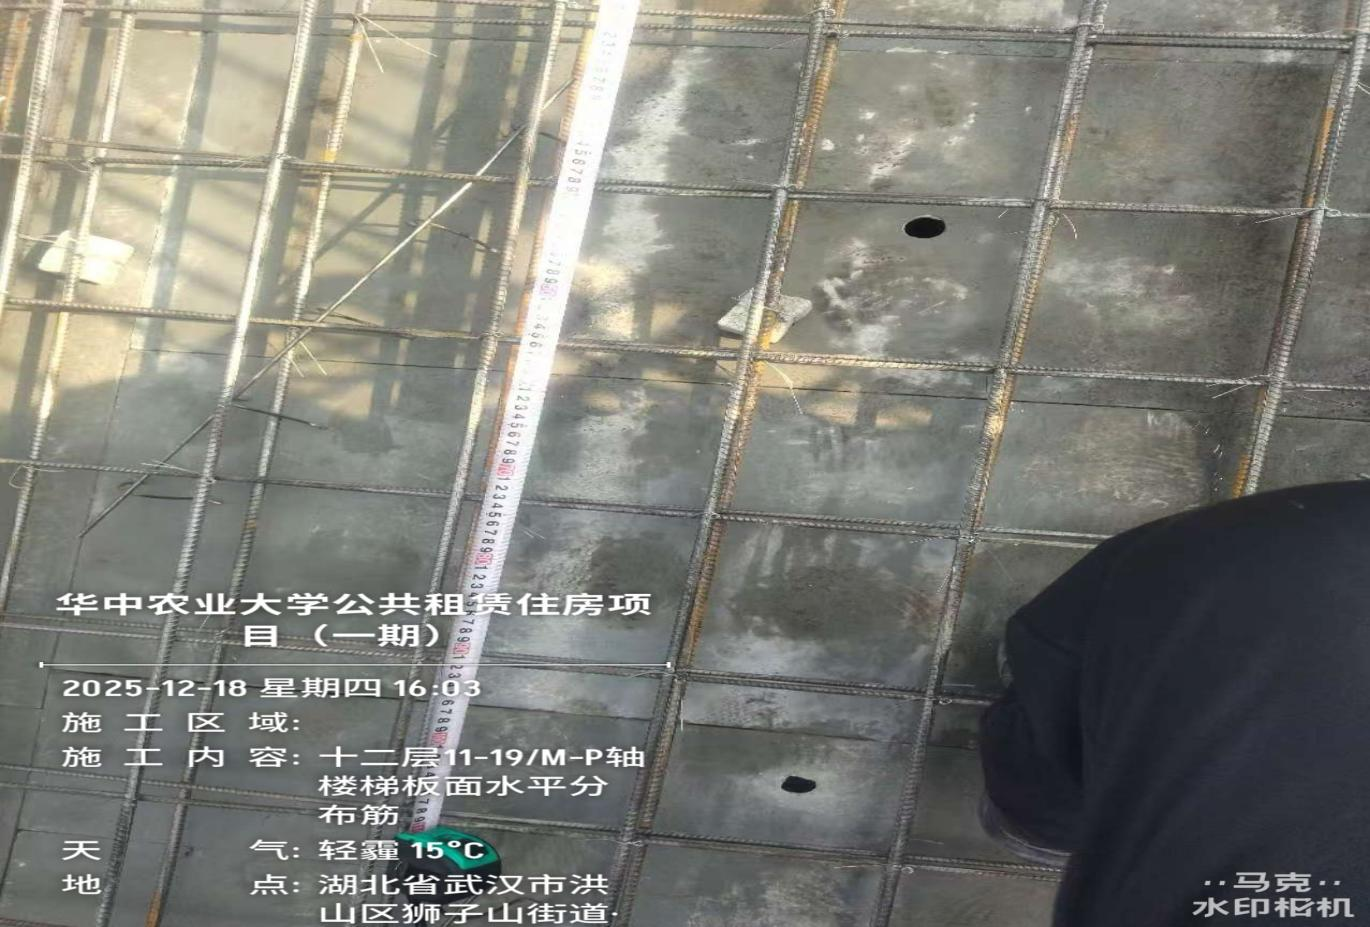 华中农业大学公共租赁住房项
目（一期）
2025-12-18 星期四 16:03
施工区域:
施工内容: 十二层11-19/M-P轴
楼梯板面水平分
布筋
天气: 轻霾 15°C
地点: 湖北省武汉市洪
山区狮子山街道·
马克
水印相机